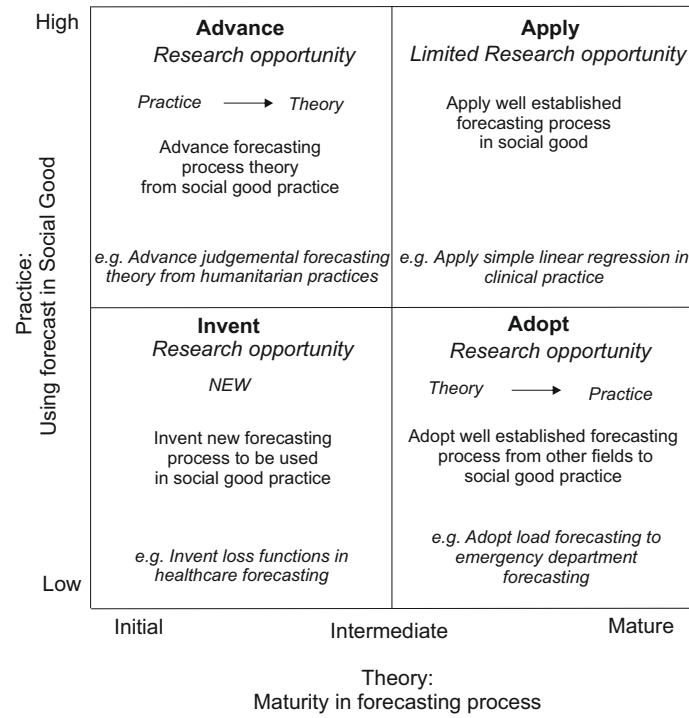 High
Advance
Research opportunity
Practice
Theory
Advance forecasting
process theory
from social good practice
e.g. Advance judgemental forecasting
theory from humanitarian practices
Apply
Limited Research opportunity
Apply well established
forecasting process
in social good
e.g. Apply simple linear regression in
clinical practice
Practice:
Using forecast in Social Good
Invent
Research opportunity
NEW
Invent new forecasting
process to be used
in social good practice
e.g. Invent loss functions in
healthcare forecasting
Adopt
Research opportunity
Theory
Practice
Adopt well established forecasting
process from other fields to
social good practice
e.g. Adopt load forecasting to
emergency department
forecasting
Low
Initial
Intermediate
Mature
Theory:
Maturity in forecasting process